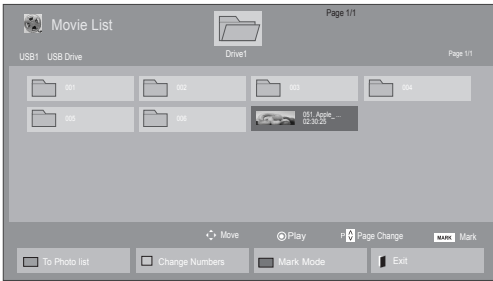 Movie List
Page 1/1
USB1 USB Drive
Drive1
Page 1/1
001
002
003
004
005
006
051. Apple_ ...
02:30:25
Move
Play
P Page Change
MARK Mark
To Photo list
Change Numbers
Mark Mode
Exit